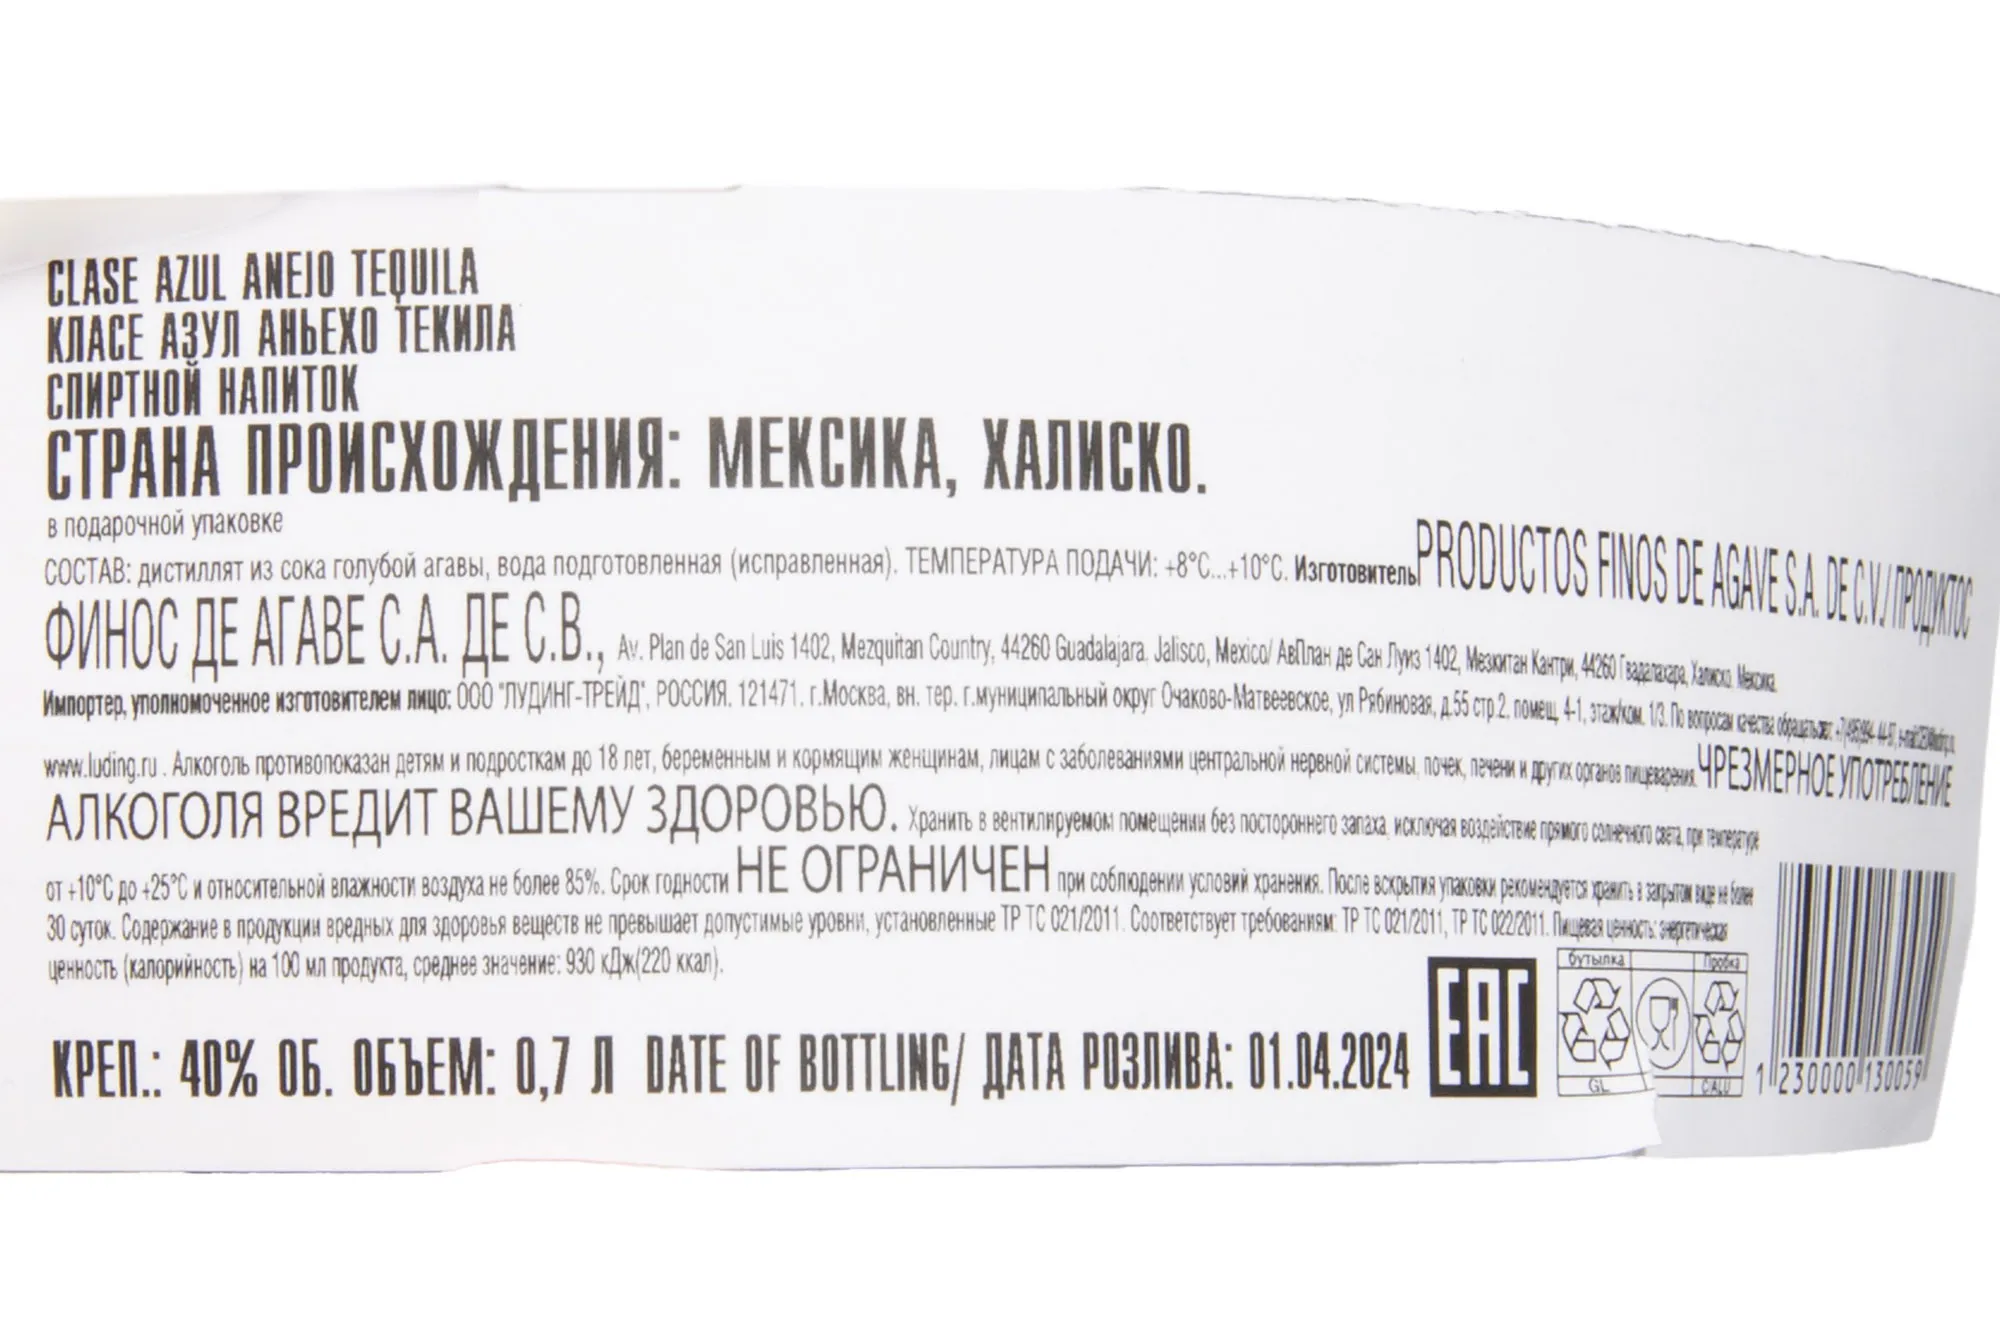 CLASE AZUL ANEJO TEQUILA
КЛАСЕ АЗУЛ АНЬЕХО ТЕКИЛА
СПИРТНОЙ НАПИТОК
СТРАНА ПРОИСХОЖДЕНИЯ: МЕКСИКА, ХАЛИСКО.
в подарочной упаковке
СОСТАВ: дистиллят из сока голубой агавы, вода подготовленная (исправленная). ТЕМПЕРАТУРА ПОДАЧИ: +8°С...+10°С. Изготовитель PRODUCTOS FINOS DE AGAVE S.A. DE C.V./ ПРОДУКТОС
ФИНОС ДЕ АГАВЕ С.А. ДЕ С.В., Av. Plan de San Luis 1402, Mezquitan Country, 44260 Guadalajara. Jalisco, Mexico/ АвПлан де Сан Луиз 1402, Мезкитан Кантри, 44260 Гвадалахара, Халиско. Мексика.
Импортер, уполномоченное изготовителем лицо: ООО "ЛУДИНГ-ТРЕЙД", РОССИЯ. 121471. г.Москва, вн. тер. г.муниципальный округ Очаково-Матвеевское, ул Рябиновая, д.55 стр.2. помещ. 4-1, этаж/ком. 1/3. По вопросам качества обращаться
www.luding.ru . Алкоголь противопоказан детям и подросткам до 18 лет, беременным и кормящим женщинам, лицам с заболеваниями центральной нервной системы, почек, печени и других органов пищеварения. ЧРЕЗМЕРНОЕ УПОТРЕБЛЕНИЕ
АЛКОГОЛЯ ВРЕДИТ ВАШЕМУ ЗДОРОВЬЮ. Хранить в вентилируемом помещении без постороннего запаха, исключая воздействие прямого солнечного света, при температуре
от +10°С до +25°С и относительной влажности воздуха не более 85%. Срок годности НЕ ОГРАНИЧЕН при соблюдении условий хранения. После вскрытия упаковки рекомендуется хранить в закрытом виде не более
30 суток. Содержание в продукции вредных для здоровья веществ не превышает допустимые уровни, установленные ТР ТС 021/2011. Соответствует требованиям: ТР ТС 021/2011, ТР ТС 022/2011. Пищевая ценность: энергетическая
ценность (калорийность) на 100 мл продукта, среднее значение: 930 кДж(220 ккал).
бутылка Пробка
КРЕП.: 40% ОБ. ОБЪЕМ: 0,7 Л DATE OF BOTTLING/ ДАТА РОЗЛИВА: 01.04.2024 EAC
GL C/ALU
1 230000 130059